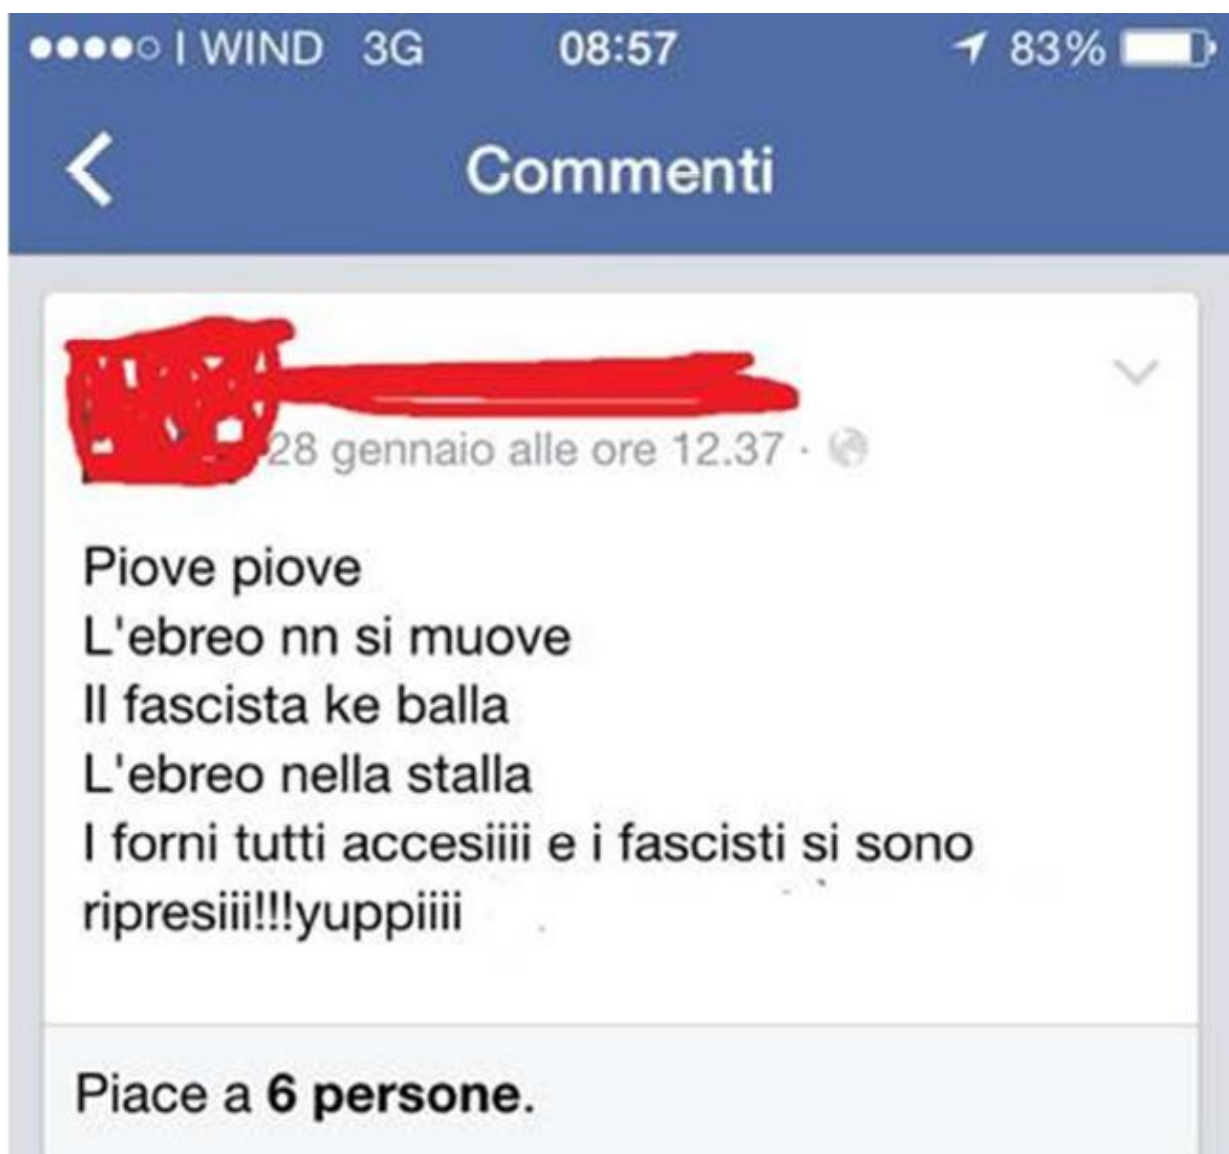 I WIND 3G 08:57 83%
Commenti
28 gennaio alle ore 12.37 ·
Piove piove
L'ebreo nn si muove
Il fascista ke balla
L'ebreo nella stalla
I forni tutti accesiiii e i fascisti si sono
ripresiii!!!yuppiiii
Piace a 6 persone.